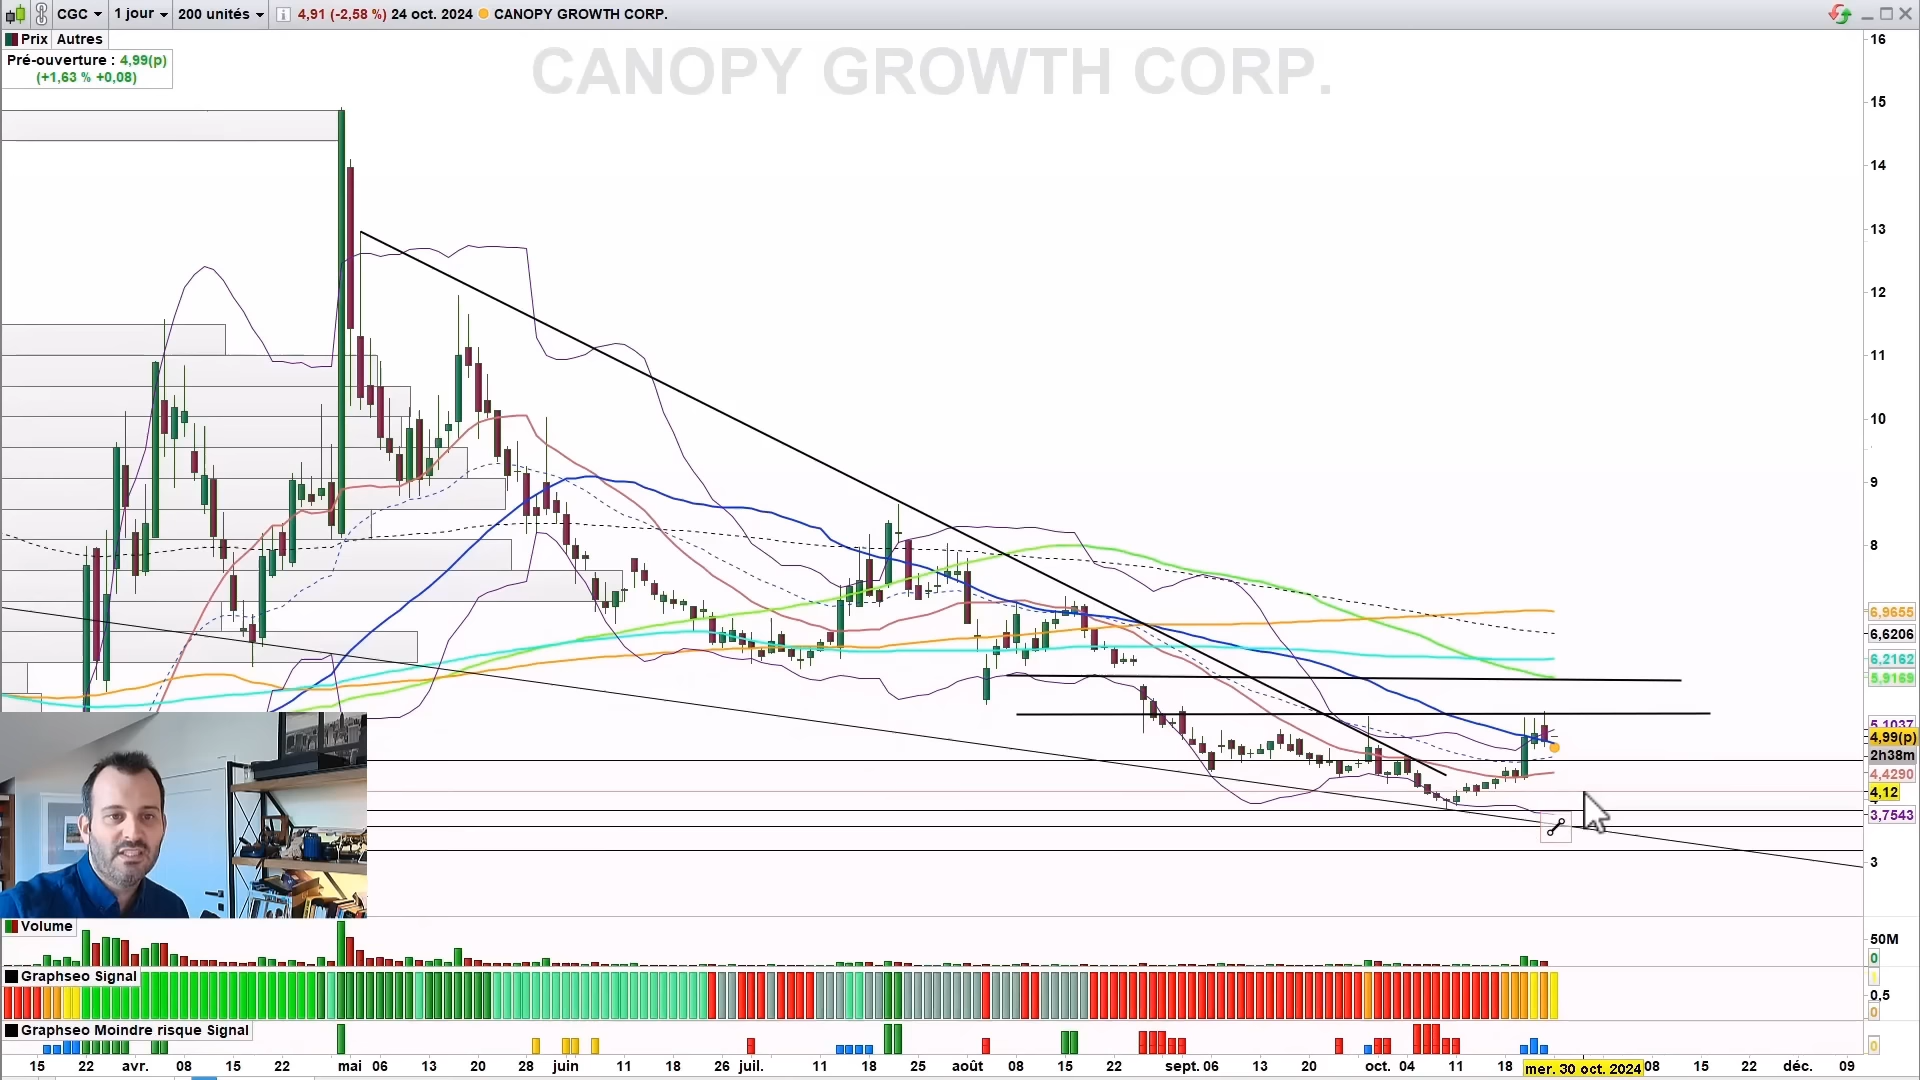 CGC 1 jour 200 unités 4,91 (-2,58 %) 24 oct. 2024 CANOPY GROWTH CORP.
Prix Autres
Pré-ouverture : 4,99(p)
(+1,63 % +0,08)
CANOPY GROWTH CORP.
16
15
14
13
12
11
10
9
8
6,9655
6,6206
6,2162
5,9169
5,1037
4,99(p)
2h38m
4,4290
4,12
3,7543
3
Volume
50M
0
Graphseo Signal
1
0,5
0
Graphseo Moindre risque Signal
0
15 22 avr. 08 15 22 mai 06 13 20 28 juin 11 18 26 juil. 11 18 25 août 08 15 22 sept. 06 13 20 oct. 04 11 18 mer. 30 oct. 2024 08 15 22 déc. 09